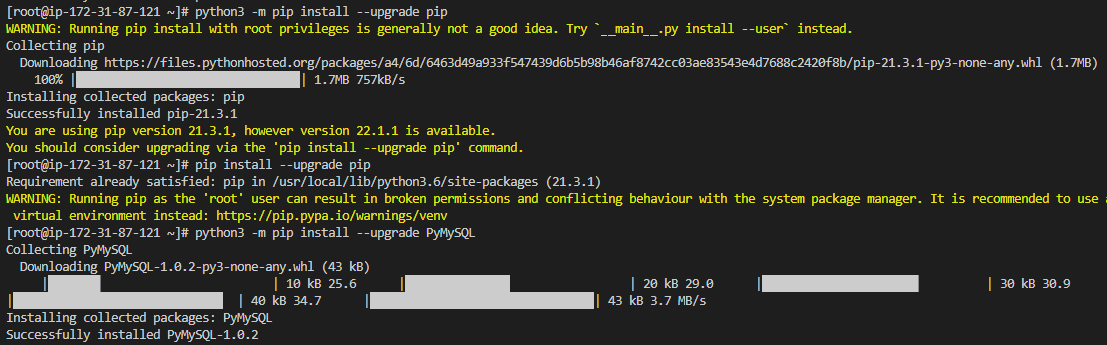 [root@ip-172-31-87-121 ~]# python3 -m pip install --upgrade pip
WARNING: Running pip install with root privileges is generally not a good idea. Try `__main__.py install --user` instead.
Collecting pip
  Downloading https://files.pythonhosted.org/packages/a4/6d/6463d49a933f547439d6b5b98b46af8742cc03ae83543e4d7688c2420f8b/pip-21.3.1-py3-none-any.whl (1.7MB)
    100% |                                | 1.7MB 757kB/s
Installing collected packages: pip
Successfully installed pip-21.3.1
You are using pip version 21.3.1, however version 22.1.1 is available.
You should consider upgrading via the 'pip install --upgrade pip' command.
[root@ip-172-31-87-121 ~]# pip install --upgrade pip
Requirement already satisfied: pip in /usr/local/lib/python3.6/site-packages (21.3.1)
WARNING: Running pip as the 'root' user can result in broken permissions and conflicting behaviour with the system package manager. It is recommended to use a
 virtual environment instead: https://pip.pypa.io/warnings/venv
[root@ip-172-31-87-121 ~]# python3 -m pip install --upgrade PyMySQL
Collecting PyMySQL
  Downloading PyMySQL-1.0.2-py3-none-any.whl (43 kB)
     |                                | 10 kB 25.6     |                                | 20 kB 29.0     |                                | 30 kB 30.9
|                                | 40 kB 34.7     |                                | 43 kB 3.7 MB/s
Installing collected packages: PyMySQL
Successfully installed PyMySQL-1.0.2